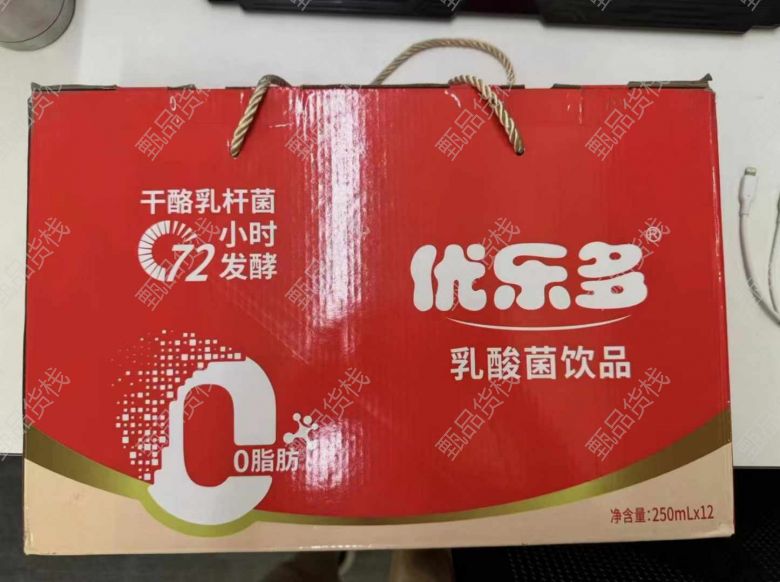 干酪乳杆菌
72小时
发酵
优乐多®
乳酸菌饮品
0
0脂肪
净含量:250mLx12
甄品货栈